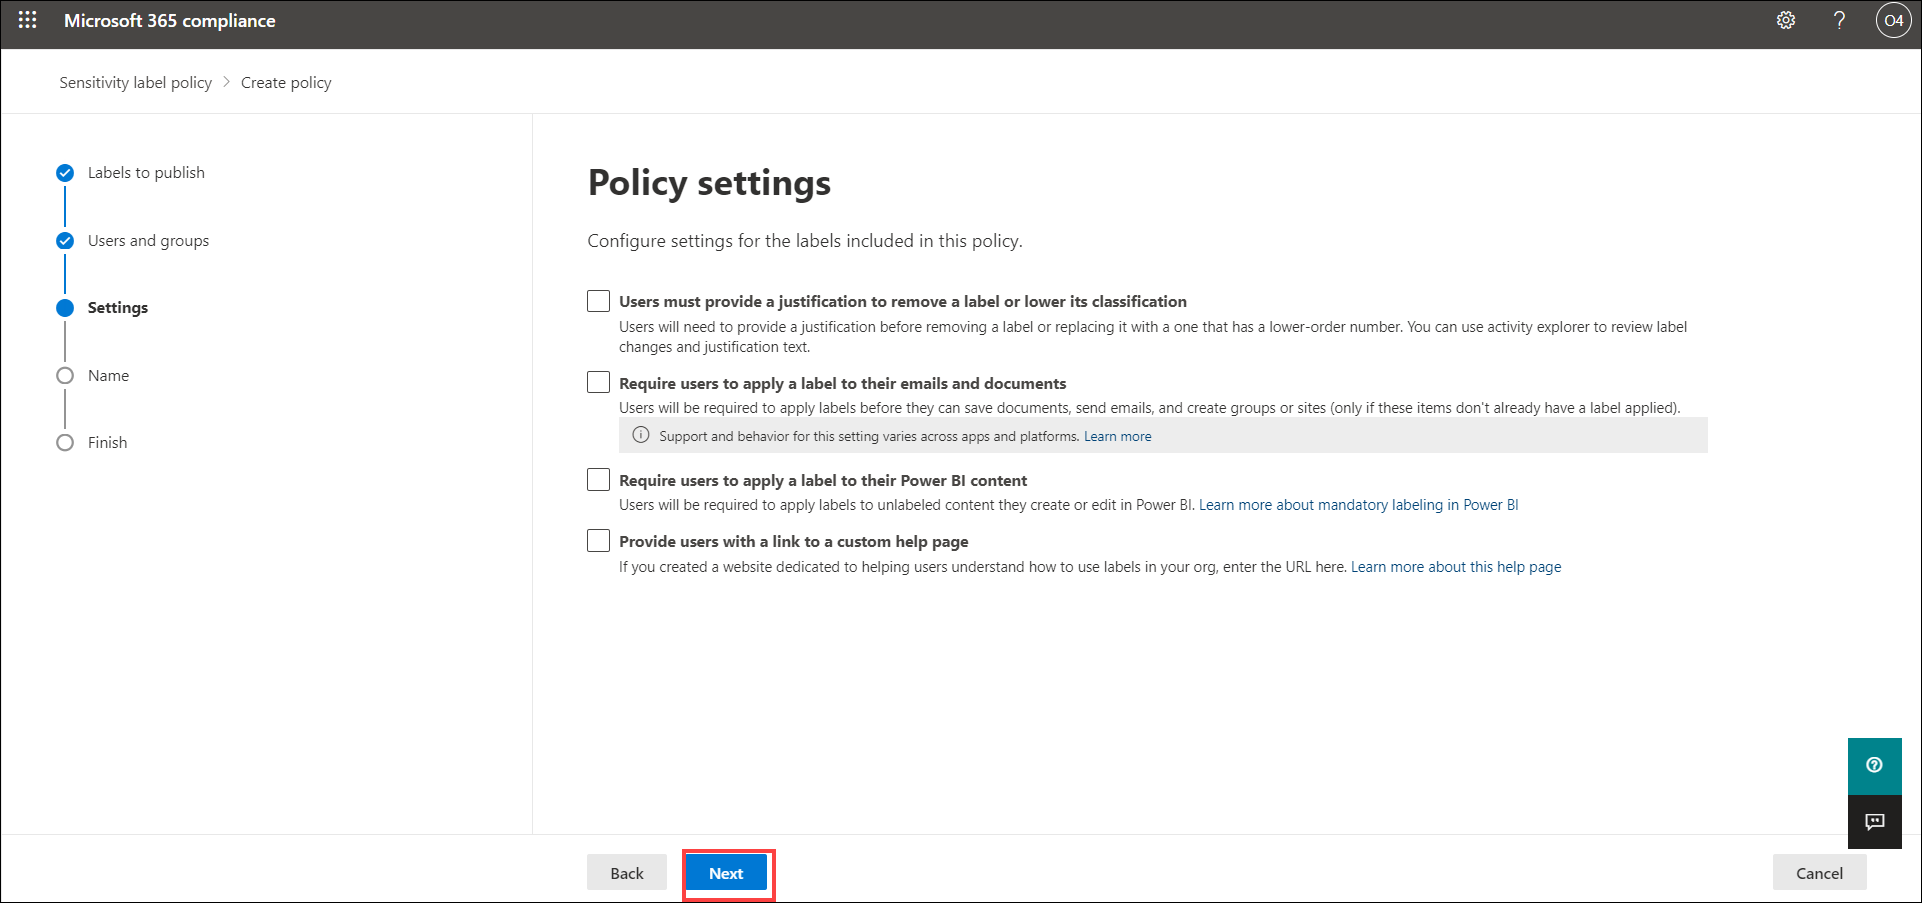 Microsoft 365 compliance
?
O4
Sensitivity label policy > Create policy
Labels to publish
Users and groups
Settings
Name
Finish
Policy settings
Configure settings for the labels included in this policy.
Users must provide a justification to remove a label or lower its classification
Users will need to provide a justification before removing a label or replacing it with a one that has a lower-order number. You can use activity explorer to review label
changes and justification text.
Require users to apply a label to their emails and documents
Users will be required to apply labels before they can save documents, send emails, and create groups or sites (only if these items don't already have a label applied).
Support and behavior for this setting varies across apps and platforms. Learn more
Require users to apply a label to their Power BI content
Users will be required to apply labels to unlabeled content they create or edit in Power BI. Learn more about mandatory labeling in Power BI
Provide users with a link to a custom help page
If you created a website dedicated to helping users understand how to use labels in your org, enter the URL here. Learn more about this help page
Back
Next
Cancel